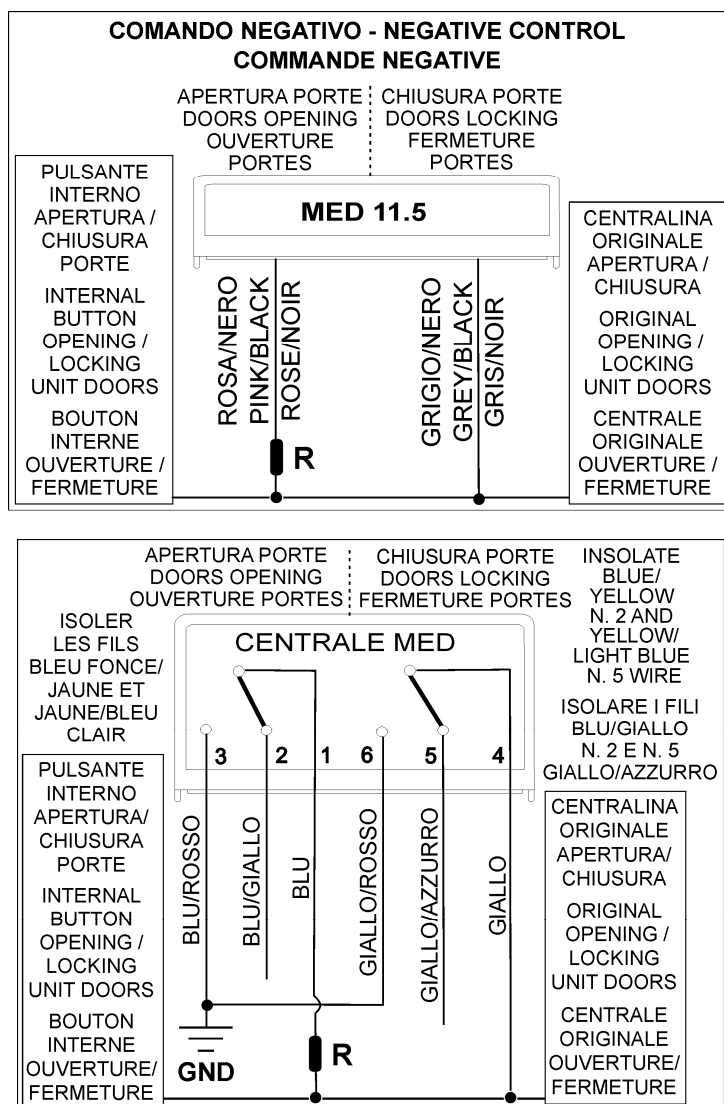 COMANDO NEGATIVO - NEGATIVE CONTROL
COMMANDE NEGATIVE
APERTURA PORTE
DOORS OPENING
OUVERTURE
PORTES
CHIUSURA PORTE
DOORS LOCKING
FERMETURE
PORTES
PULSANTE
INTERNO
APERTURA /
CHIUSURA
PORTE
INTERNAL
BUTTON
OPENING /
LOCKING
UNIT DOORS
BOUTON
INTERNE
OUVERTURE /
FERMETURE
MED 11.5
ROSA/NERO
PINK/BLACK
ROSE/NOIR
GRIGIO/NERO
GREY/BLACK
GRIS/NOIR
R
CENTRALINA
ORIGINALE
APERTURA /
CHIUSURA
ORIGINAL
OPENING /
LOCKING
UNIT DOORS
CENTRALE
ORIGINALE
OUVERTURE /
FERMETURE
APERTURA PORTE
DOORS OPENING
OUVERTURE PORTES
CHIUSURA PORTE
DOORS LOCKING
FERMETURE PORTES
INSOLATE
BLUE/
YELLOW
N. 2 AND
YELLOW/
LIGHT BLUE
N. 5 WIRE
ISOLARE I FILI
BLU/GIALLO
N. 2 E N. 5
GIALLO/AZZURRO
ISOLER
LES FILS
BLEU FONCE/
JAUNE ET
JAUNE/BLEU
CLAIR
CENTRALE MED
3 2 1 6 5 4
BLU/ROSSO
BLU/GIALLO
BLU
GIALLO/ROSSO
GIALLO/AZZURRO
GIALLO
PULSANTE
INTERNO
APERTURA/
CHIUSURA
PORTE
INTERNAL
BUTTON
OPENING /
LOCKING
UNIT DOORS
BOUTON
INTERNE
OUVERTURE/
FERMETURE
GND
R
CENTRALINA
ORIGINALE
APERTURA/
CHIUSURA
ORIGINAL
OPENING /
LOCKING
UNIT DOORS
CENTRALE
ORIGINALE
OUVERTURE/
FERMETURE